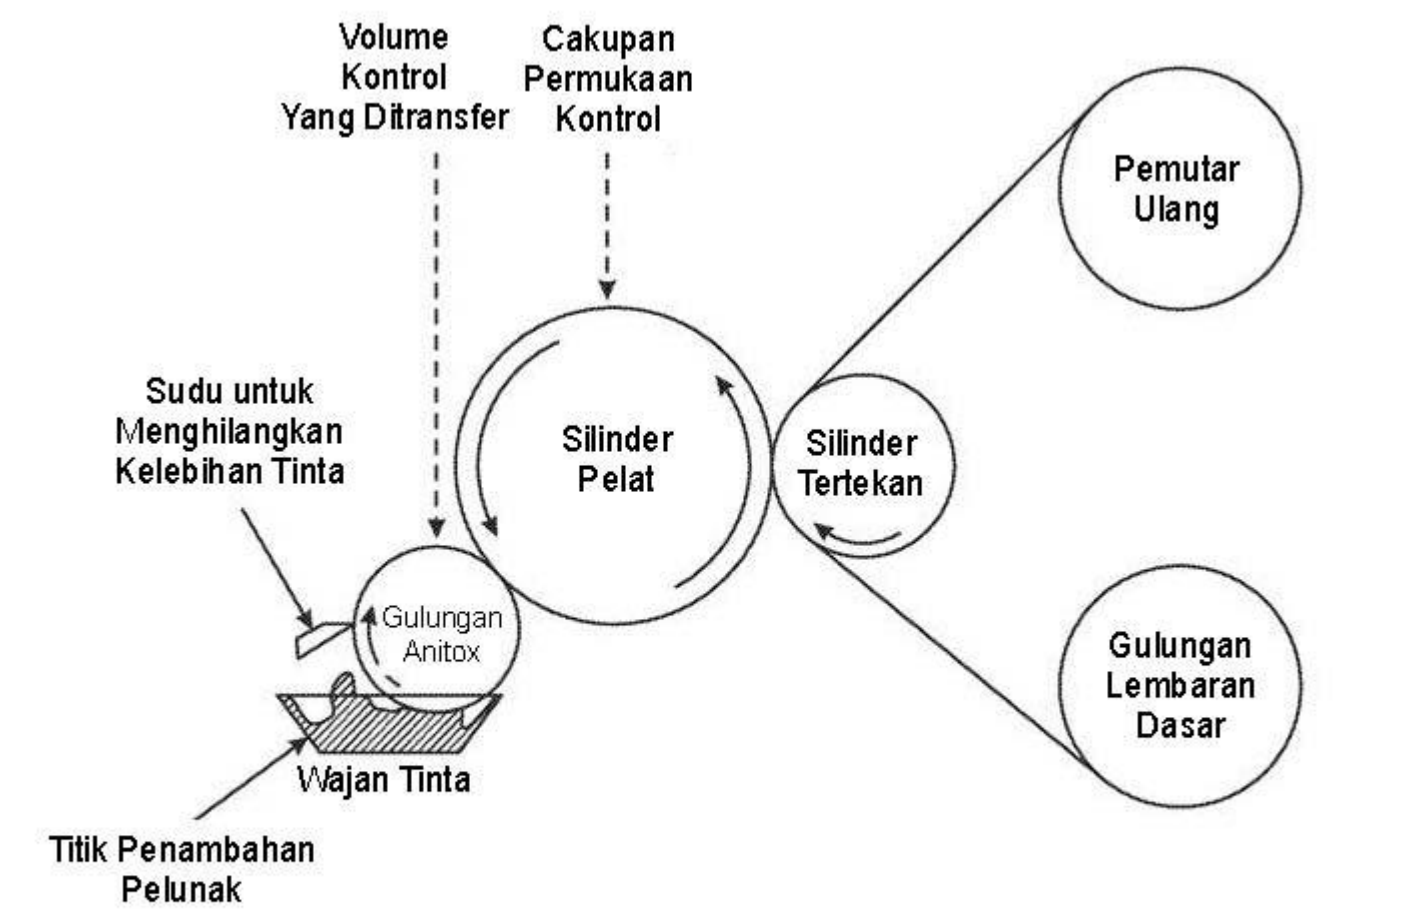 Volume
Kontrol
Yang Ditransfer
Cakupan
Permukaan
Kontrol
Pemutar
Ulang
Sudu untuk
Menghilangkan
Kelebihan Tinta
Silinder
Pelat
Silinder
Tertekan
Gulungan
Anitox
Gulungan
Lembaran
Dasar
Wajan Tinta
Titik Penambahan
Pelunak